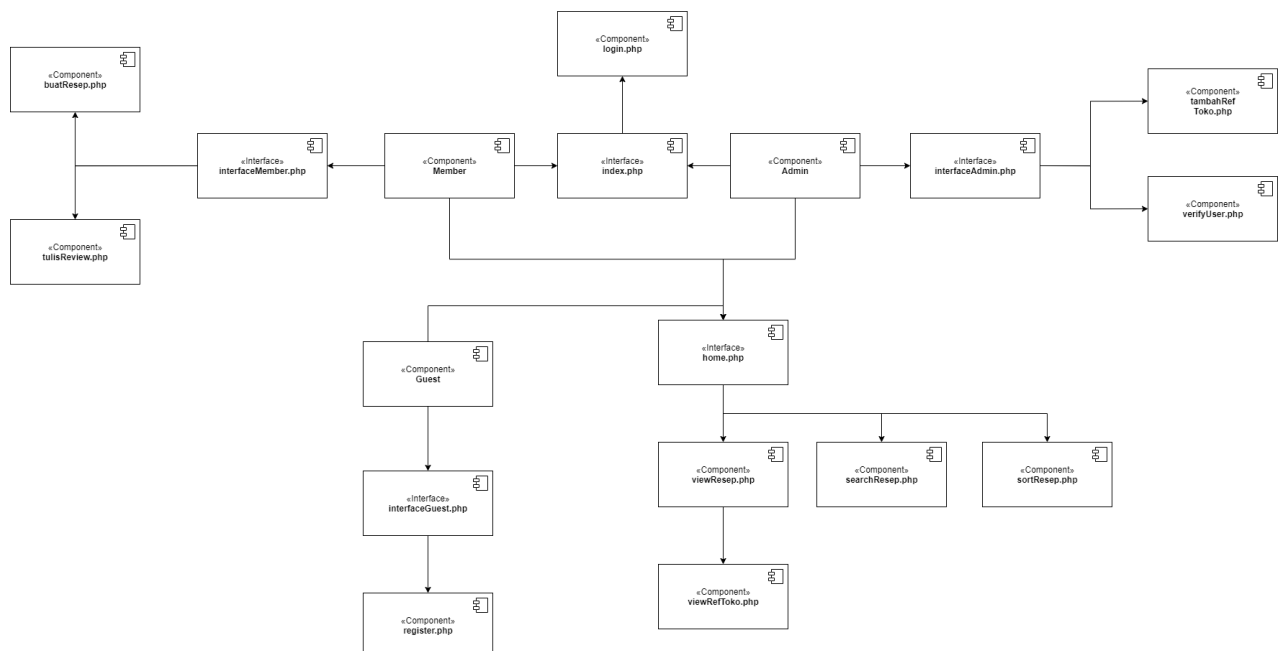 «Component»
login.php
«Component»
buatResep.php
«Component»
tambahRef
Toko.php
«Interface»
interfaceMember.php
«Component»
Member
«Interface»
index.php
«Component»
Admin
«Interface»
interfaceAdmin.php
«Component»
verifyUser.php
«Component»
tulisReview.php
«Interface»
home.php
«Component»
Guest
«Component»
viewResep.php
«Component»
searchResep.php
«Component»
sortResep.php
«Interface»
interfaceGuest.php
«Component»
viewRefToko.php
«Component»
register.php